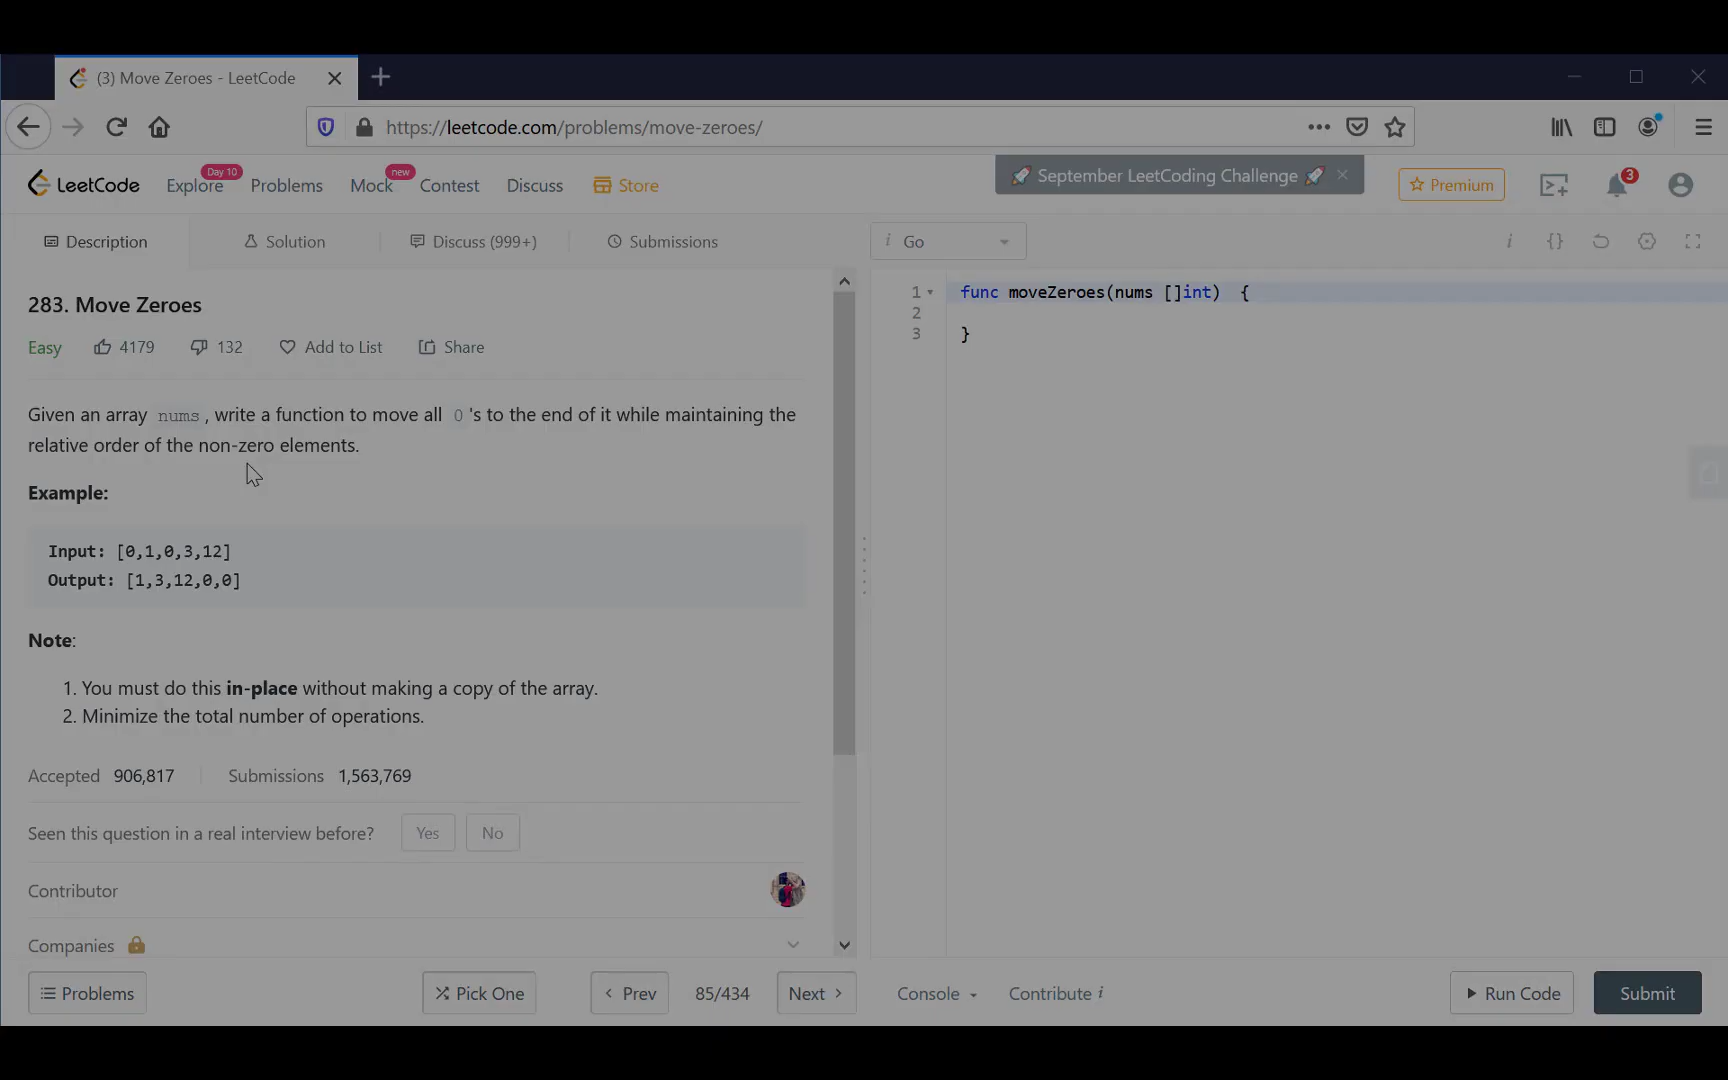 (3) Move Zeroes - LeetCode
https://leetcode.com/problems/move-zeroes/
LeetCode
Explore
Day 10
Problems
Mock
new
Contest
Discuss
Store
🚀 September LeetCoding Challenge 🚀
Premium
3
Description
Solution
Discuss (999+)
Submissions
i Go
i {}
283. Move Zeroes
Easy
4179
132
Add to List
Share
Given an array nums, write a function to move all 0's to the end of it while maintaining the
relative order of the non-zero elements.
Example:
Input: [0,1,0,3,12]
Output: [1,3,12,0,0]
Note:
1. You must do this in-place without making a copy of the array.
2. Minimize the total number of operations.
Accepted 906,817
Submissions 1,563,769
Seen this question in a real interview before?
Yes
No
Contributor
Companies
1 func moveZeroes(nums []int)  {
2
3 }
Problems
Pick One
Prev
85/434
Next
Console
Contribute i
Run Code
Submit